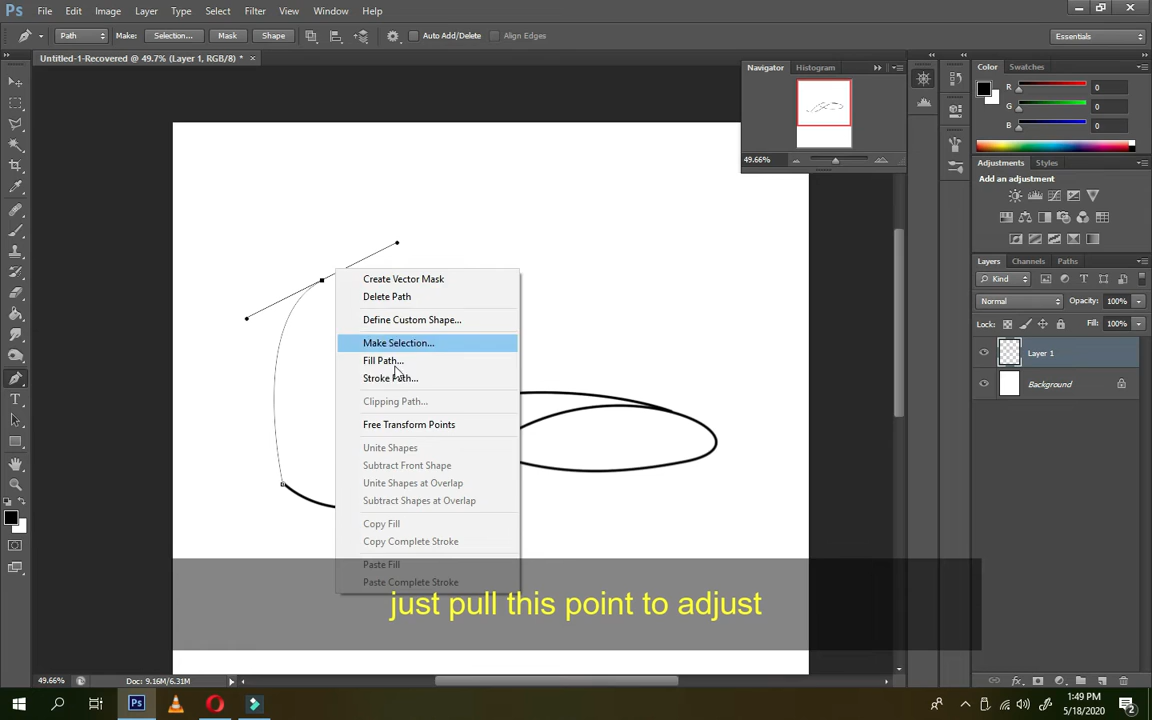 Ps File Edit Image Layer Type Select Filter View Window Help
Path Make: Selection... Mask Shape Auto Add/Delete Align Edges Essentials
Untitled-1-Recovered @ 49.7% (Layer 1, RGB/8) *
Navigator Histogram
49.66%
Color Swatches
R 0
G 0
B 0
Adjustments Styles
Add an adjustment
Layers Channels Paths
Kind
Normal Opacity: 100%
Lock: Fill: 100%
Layer 1
Background
Create Vector Mask
Delete Path
Define Custom Shape...
Make Selection...
Fill Path...
Stroke Path...
Clipping Path...
Free Transform Points
Unite Shapes
Subtract Front Shape
Unite Shapes at Overlap
Subtract Shapes at Overlap
Copy Fill
Copy Complete Stroke
Paste Fill
Paste Complete Stroke
just pull this point to adjust
49.66% Doc: 9.16M/6.31M
fx
Ps
1:49 PM
5/18/2020
2